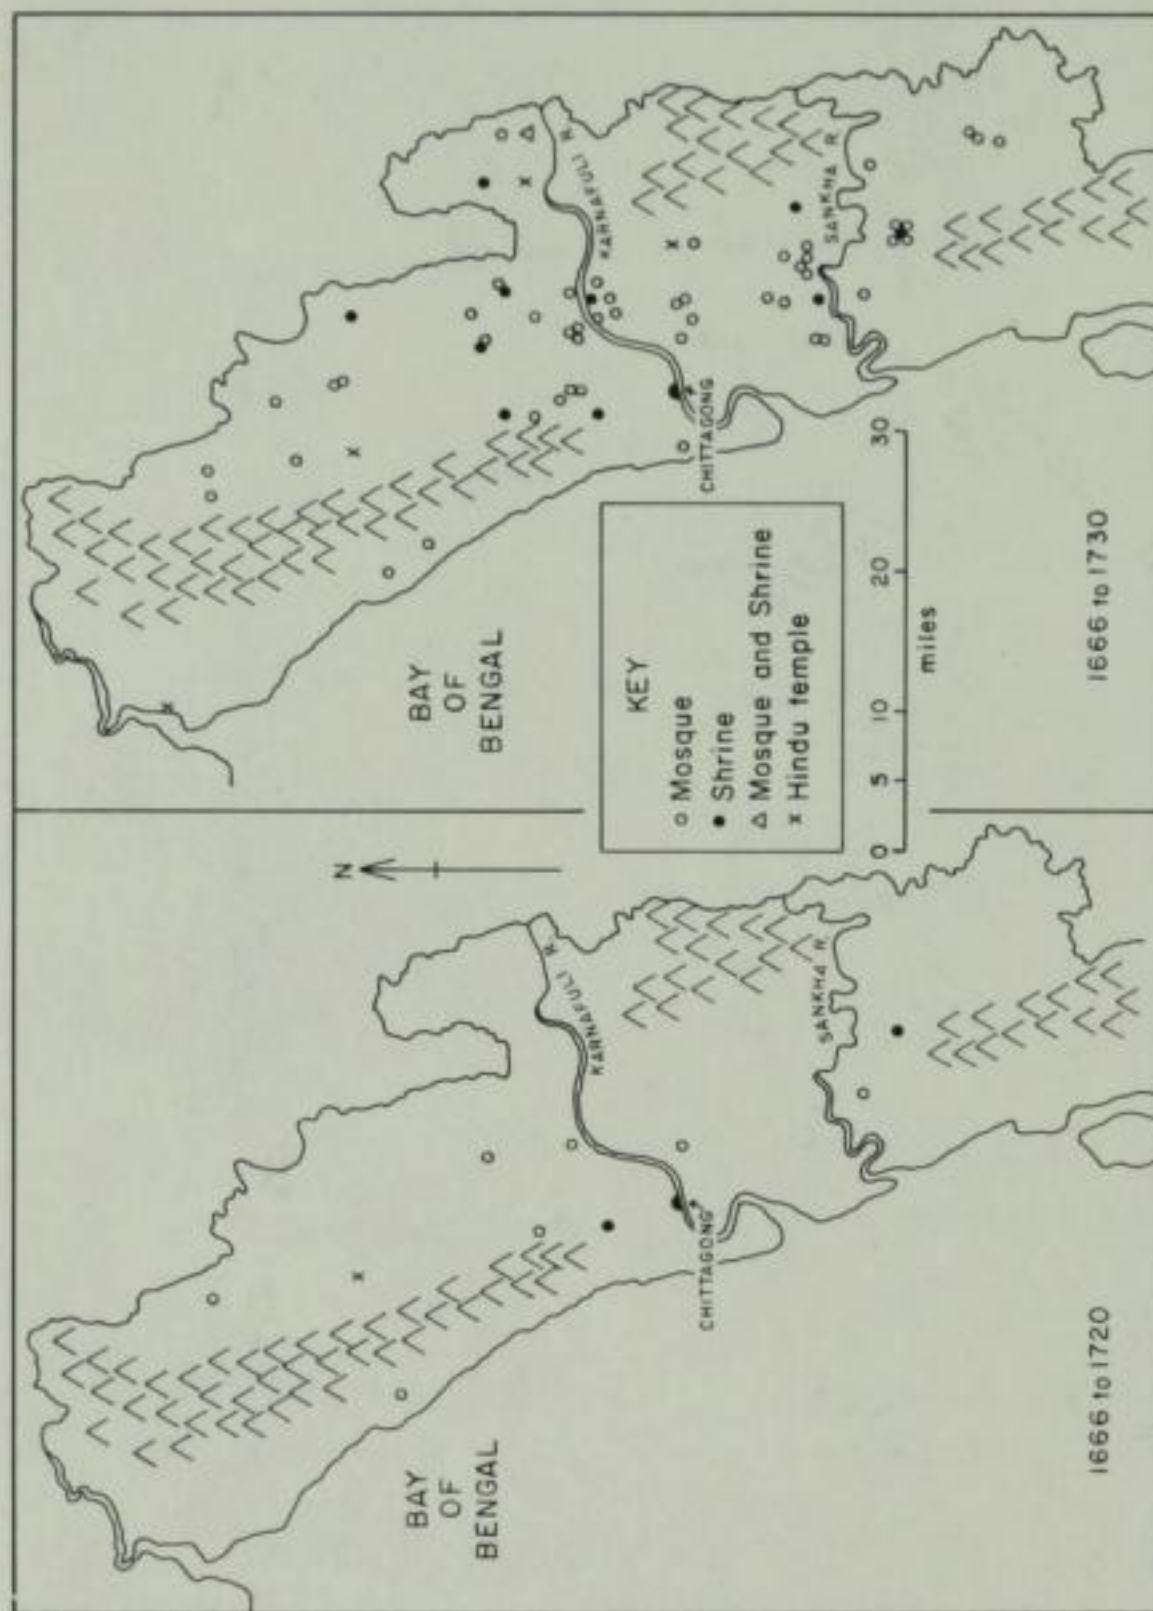 BAY
OF
BENGAL
KARNAFULI R.
SANKHA R.
CHITTAGONG
1666 to 1720
N
KEY
Mosque
Shrine
Mosque and Shrine
Hindu temple
0 5 10 20 30
miles
BAY
OF
BENGAL
KARNAFULI R.
SANKHA R.
CHITTAGONG
1666 to 1730